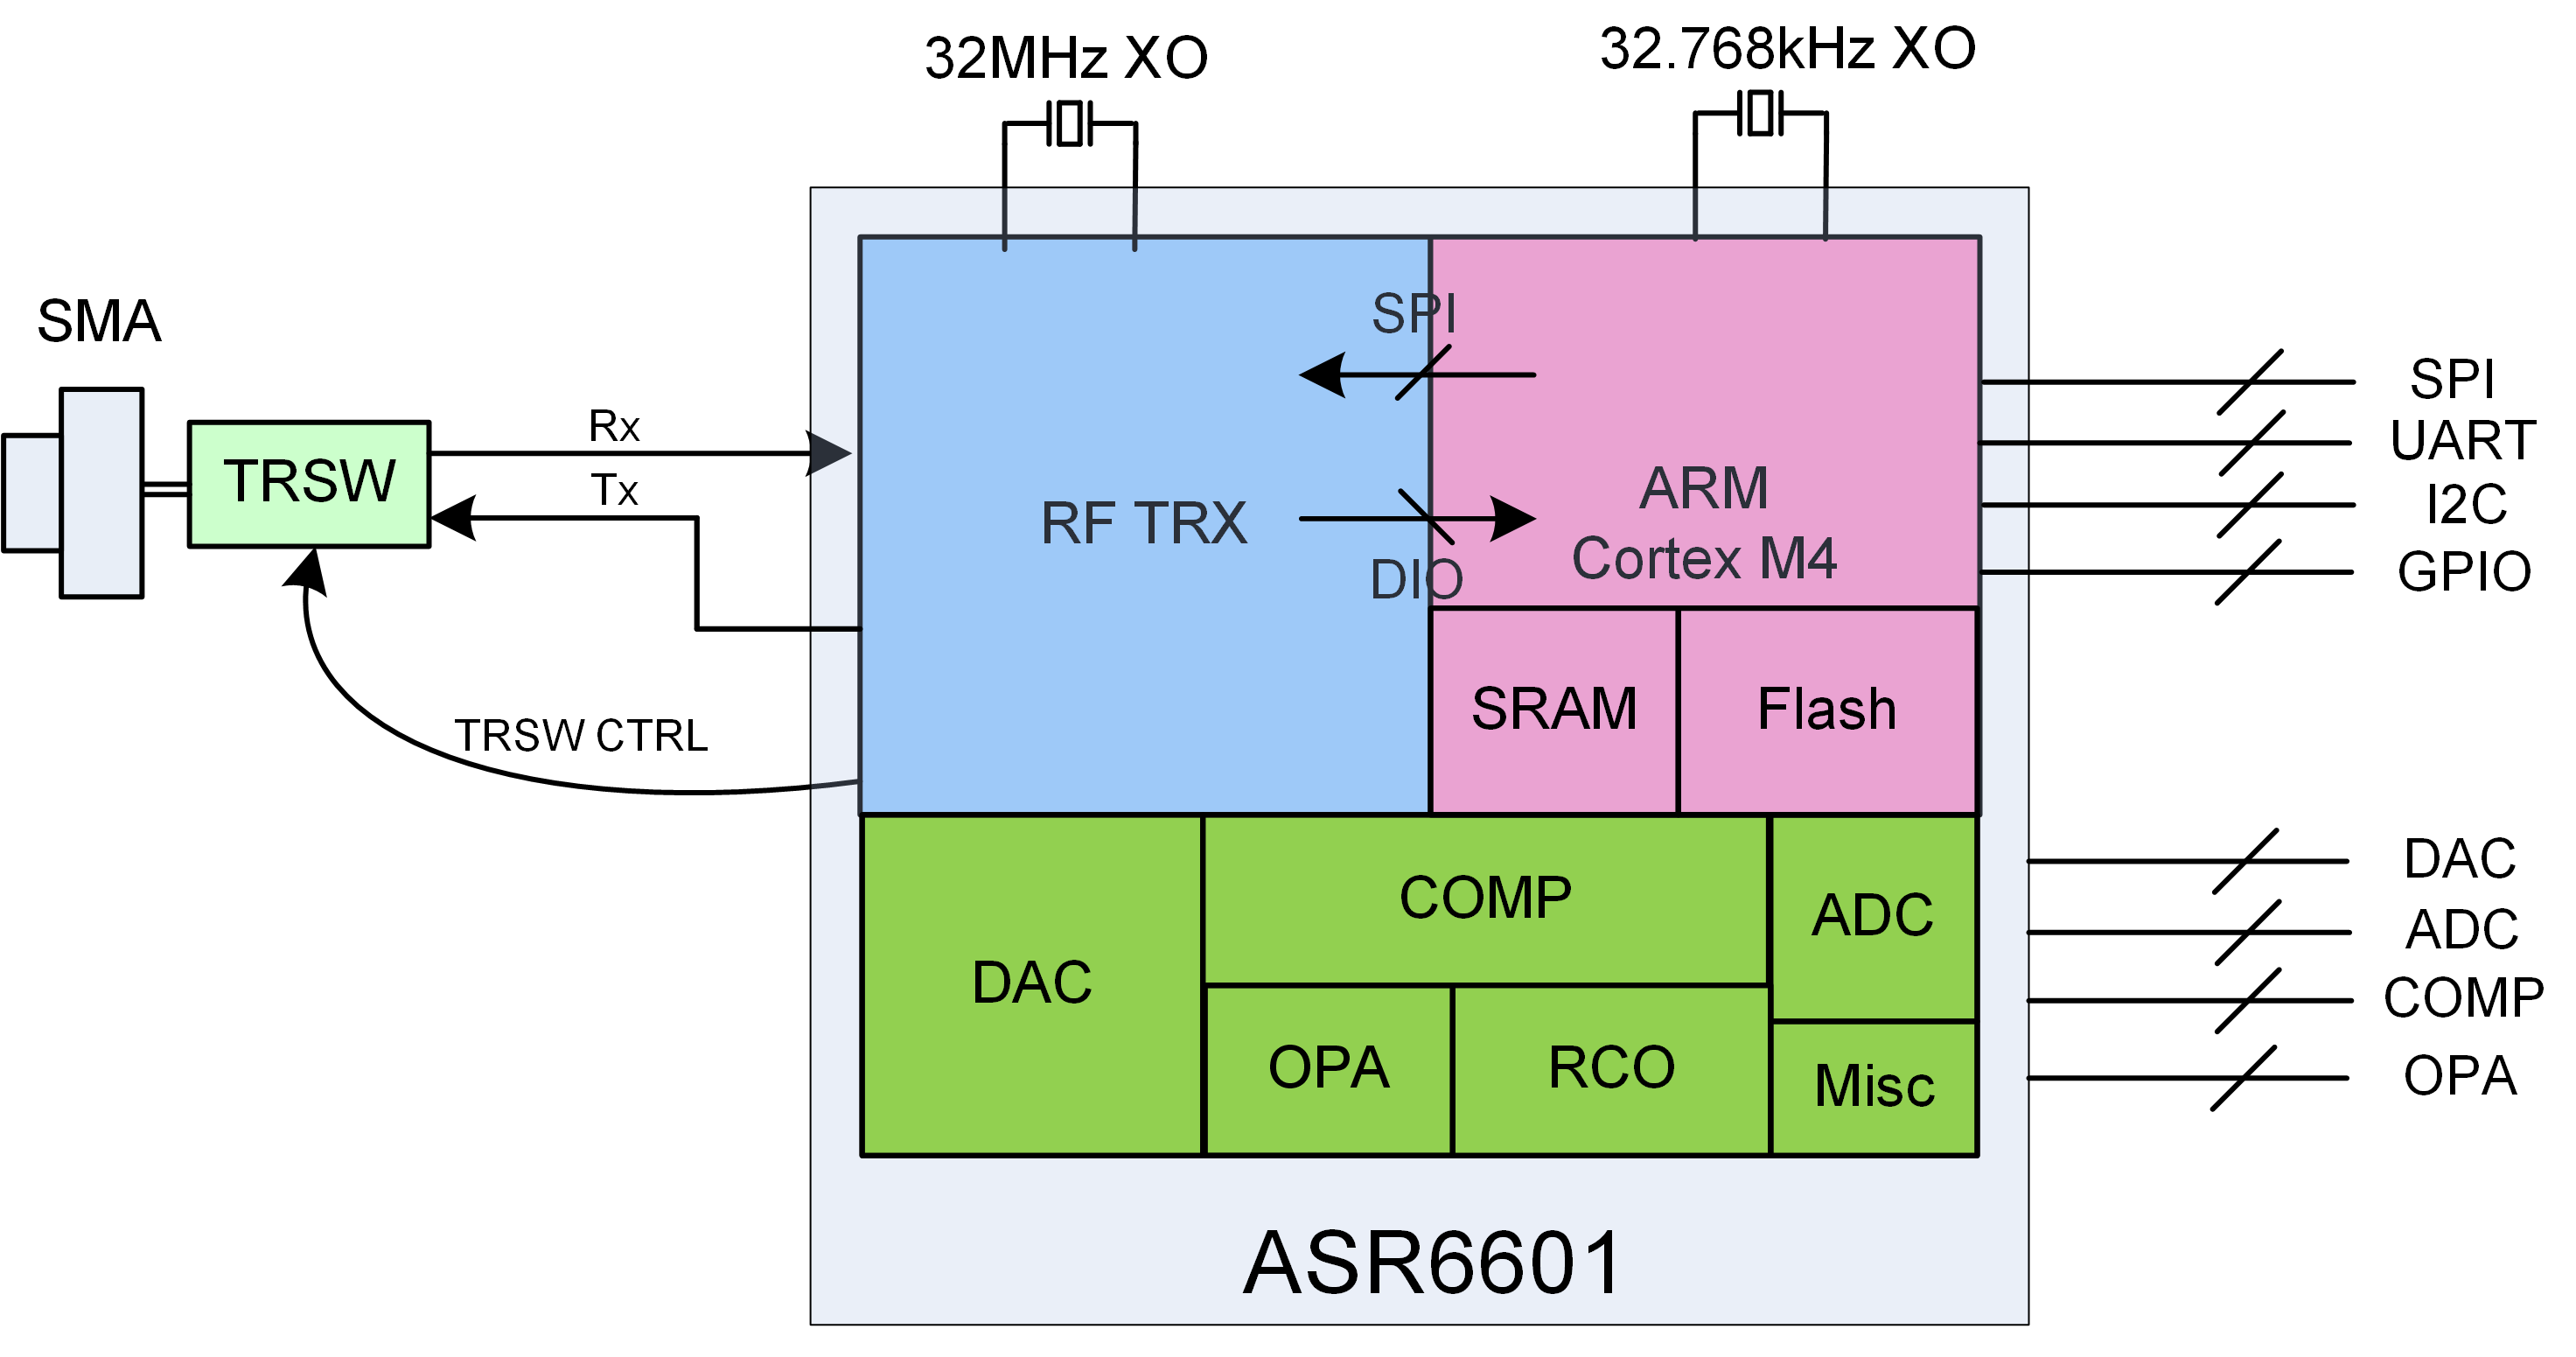 32MHz XO
32.768kHz XO
SMA
TRSW
Rx
Tx
TRSW CTRL
RF TRX
SPI
DIO
ARM
Cortex M4
SRAM
Flash
DAC
COMP
ADC
OPA
RCO
Misc
ASR6601
SPI
UART
I2C
GPIO
DAC
ADC
COMP
OPA